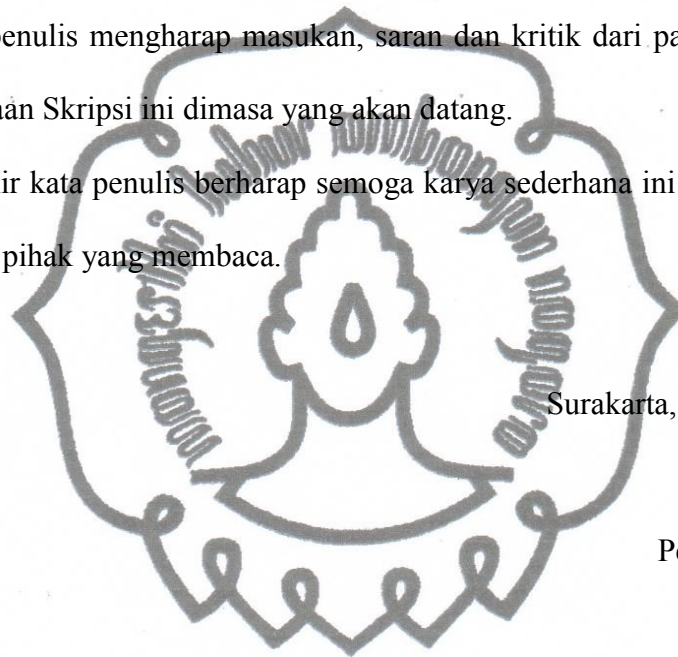 penulis mengharap masukan, saran dan kritik dari pa
aan Skripsi ini dimasa yang akan datang.
ir kata penulis berharap semoga karya sederhana ini
pihak yang membaca.
Surakarta,
Pe